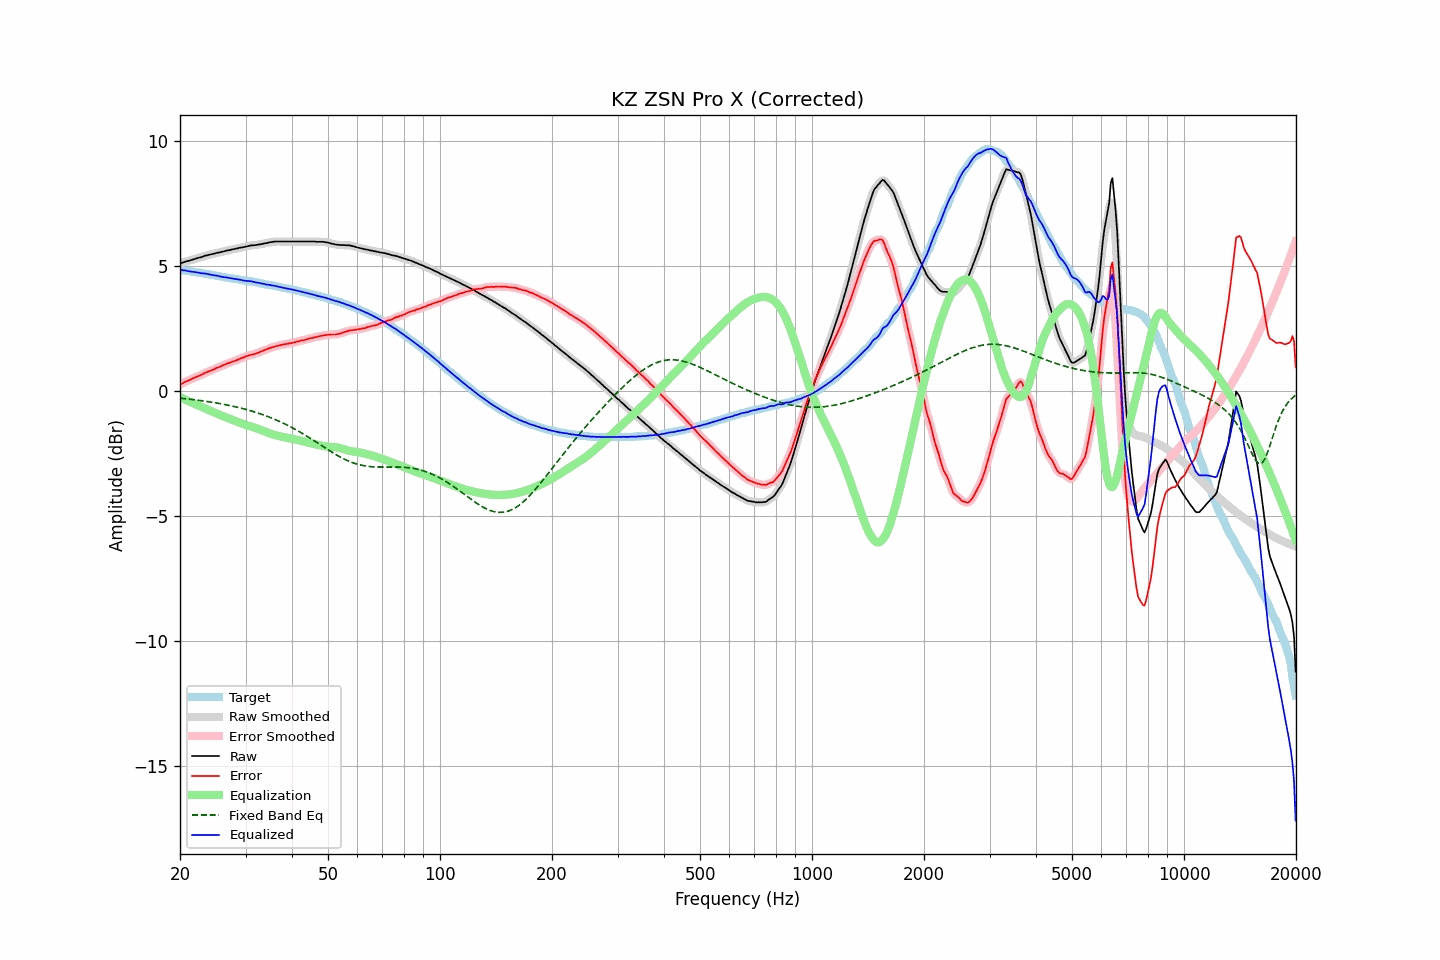 KZ ZSN Pro X (Corrected)
Amplitude (dBr)
10
5
0
−5
−10
−15
Target
Raw Smoothed
Error Smoothed
Raw
Error
Equalization
Fixed Band Eq
Equalized
20 50 100 200 500 1000 2000 5000 10000 20000
Frequency (Hz)